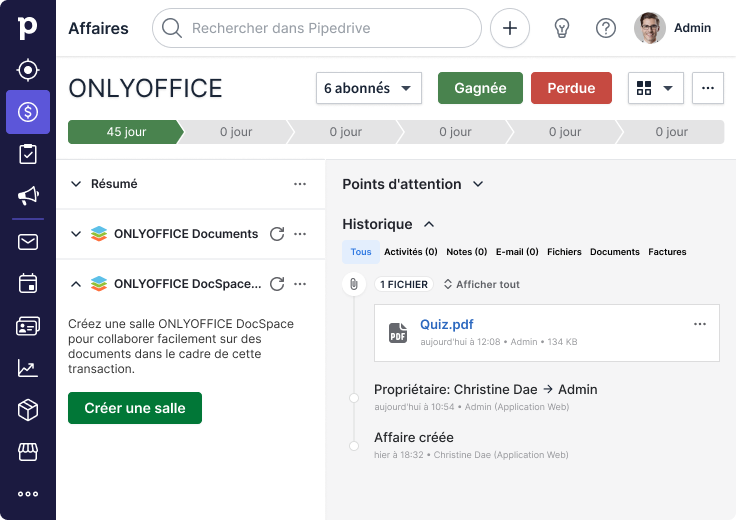 Affaires
Rechercher dans Pipedrive
Admin
ONLYOFFICE
6 abonnés
Gagnée
Perdue
45 jour
0 jour
0 jour
0 jour
0 jour
0 jour
Résumé
ONLYOFFICE Documents
ONLYOFFICE DocSpace...
Créez une salle ONLYOFFICE DocSpace
pour collaborer facilement sur des
documents dans le cadre de cette
transaction.
Créer une salle
Points d'attention
Historique
Tous Activités (0) Notes (0) E-mail (0) Fichiers Documents Factures
1 FICHIER Afficher tout
PDF
Quiz.pdf
aujourd'hui à 12:08 • Admin • 134 KB
Propriétaire: Christine Dae → Admin
aujourd'hui à 10:54 • Admin (Application Web)
Affaire créée
hier à 18:32 • Christine Dae (Application Web)